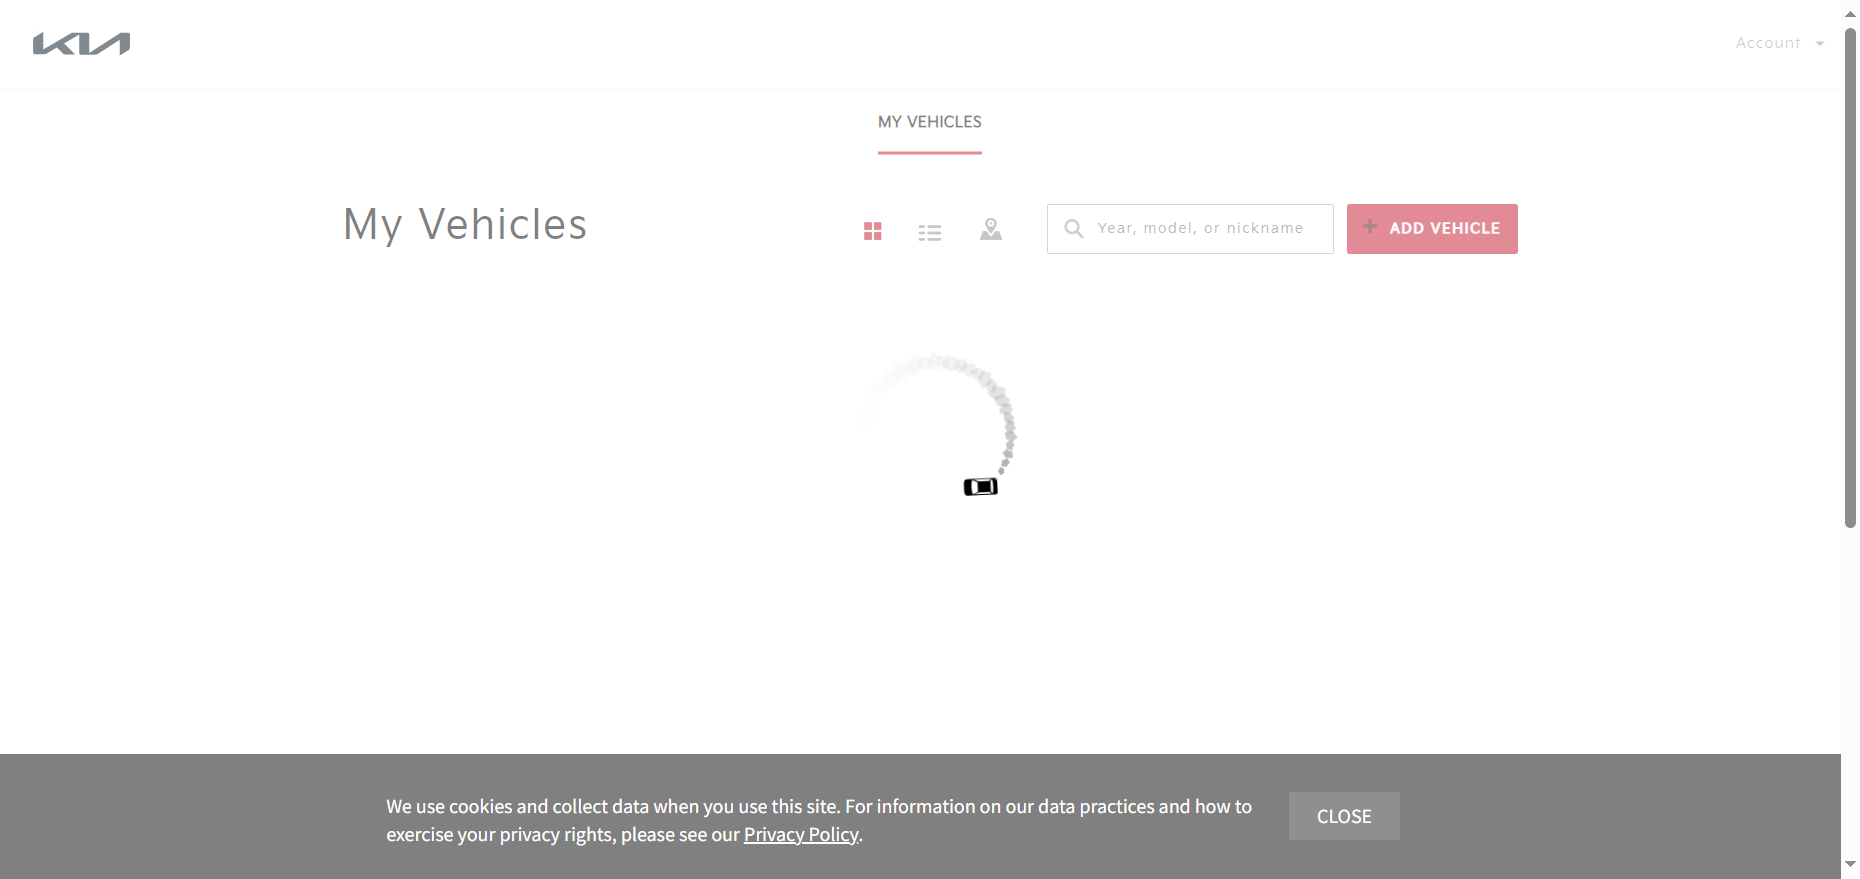 KIA
Account
MY VEHICLES
My Vehicles
Year, model, or nickname
ADD VEHICLE
We use cookies and collect data when you use this site. For information on our data practices and how to
exercise your privacy rights, please see our Privacy Policy.
CLOSE